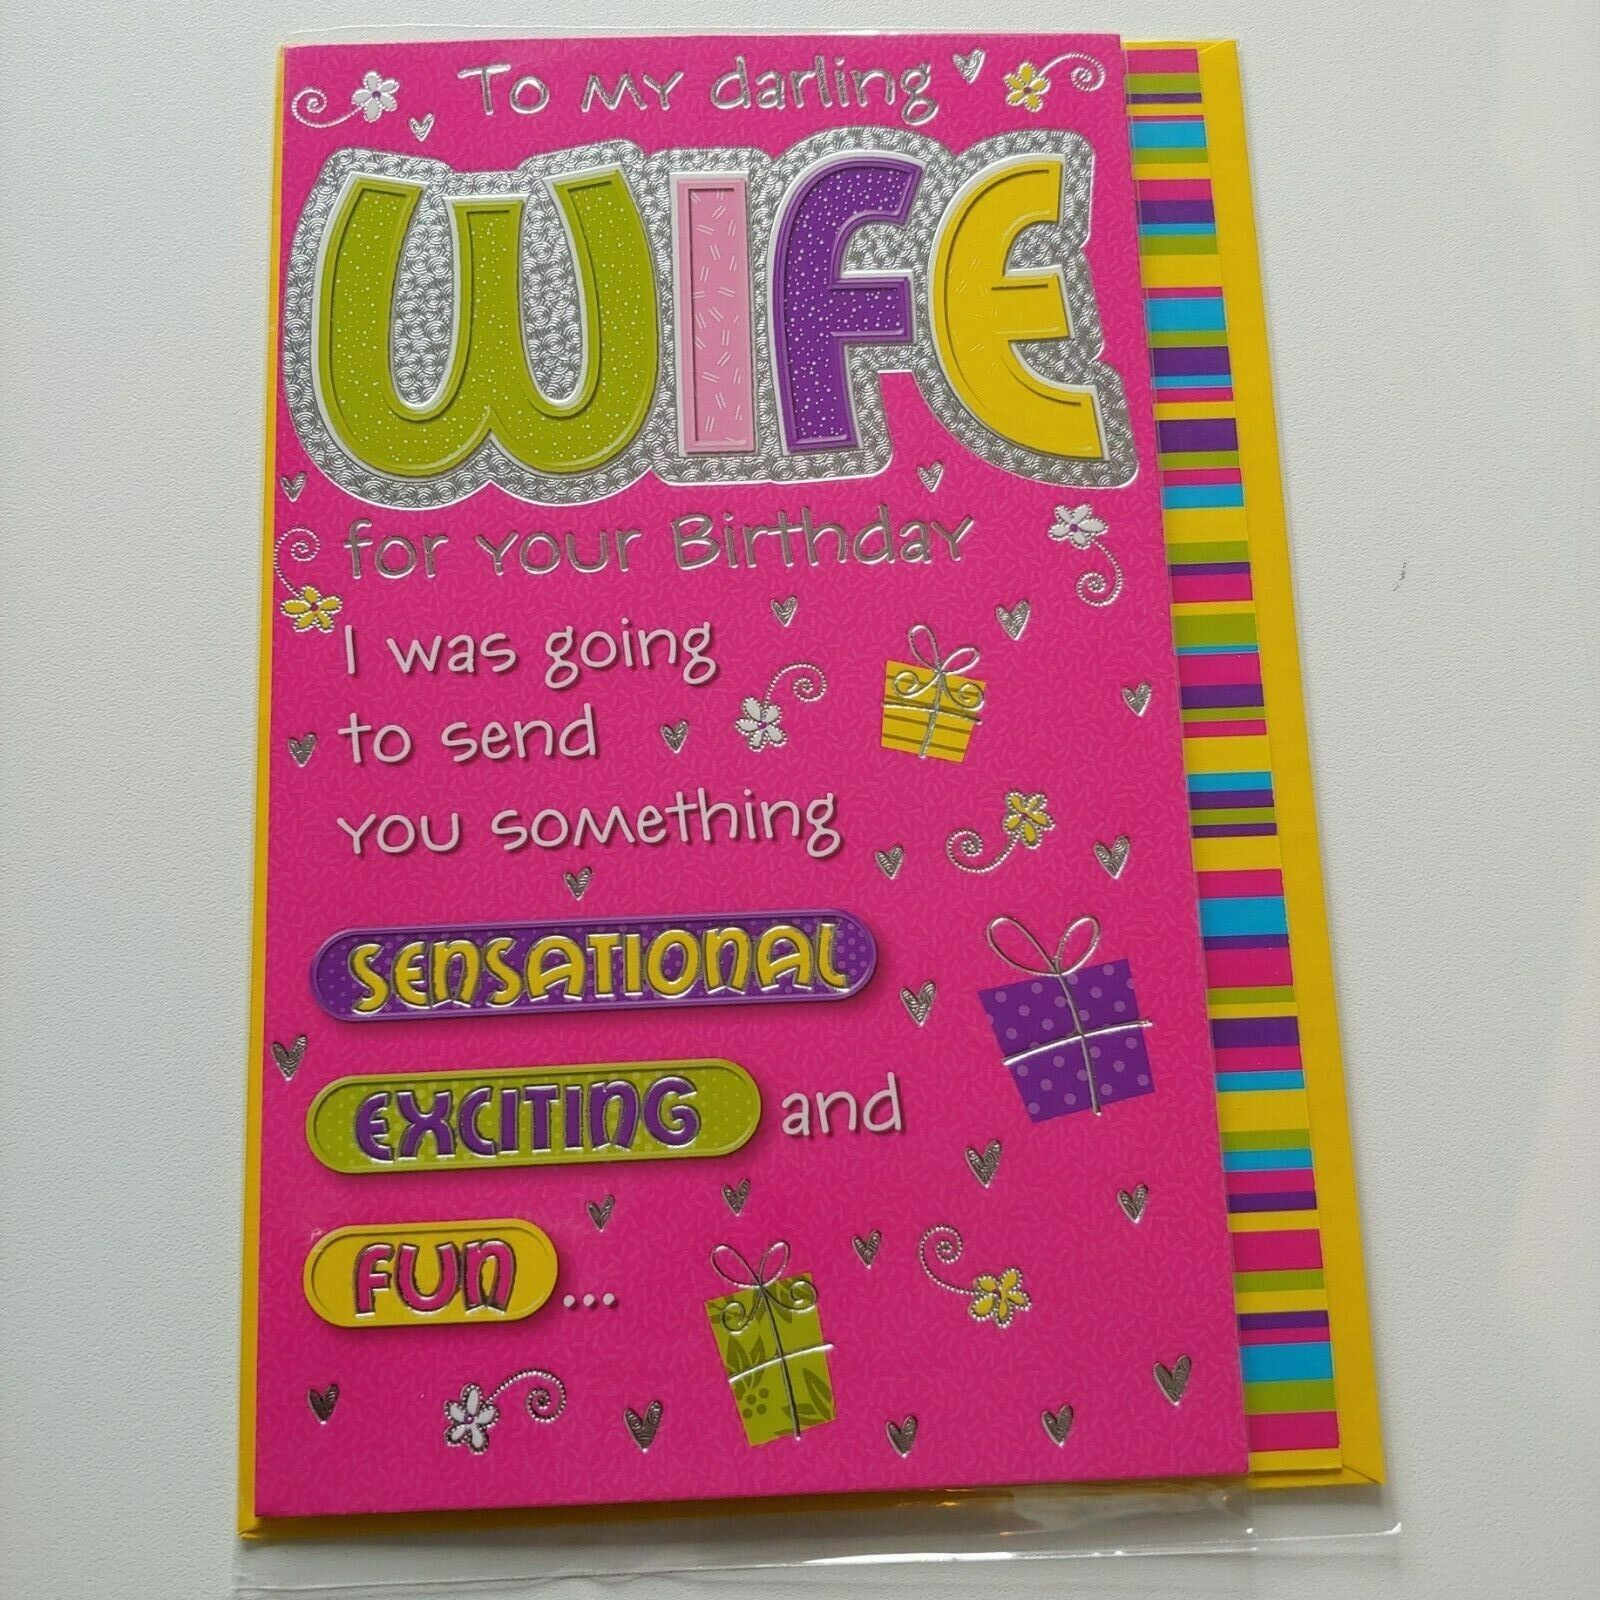 To my darling
WIFE
for your Birthday
I was going
to send
you something
SENSATIONAL
EXCITING and
FUN...